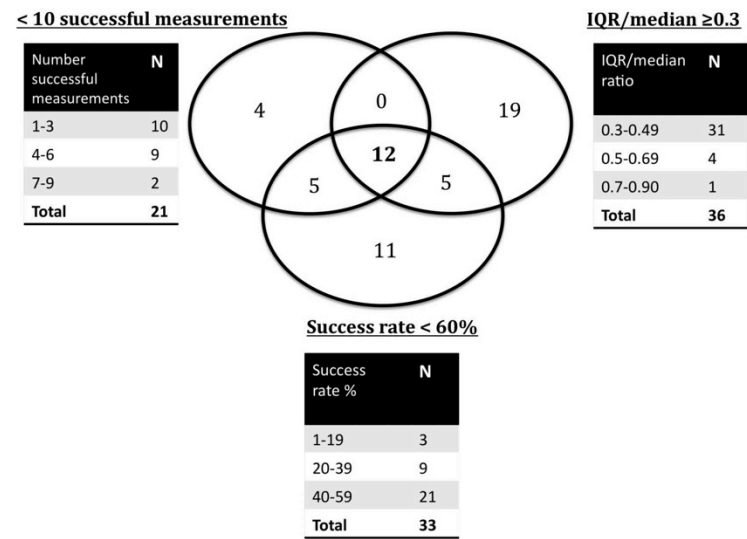 < 10 successful measurements
Number N
successful
measurements
1-3 10
4-6 9
7-9 2
Total 21
4
0
19
12
5
5
11
IQR/median ≥0.3
IQR/median N
ratio
0.3-0.49 31
0.5-0.69 4
0.7-0.90 1
Total 36
Success rate < 60%
Success N
rate %
1-19 3
20-39 9
40-59 21
Total 33